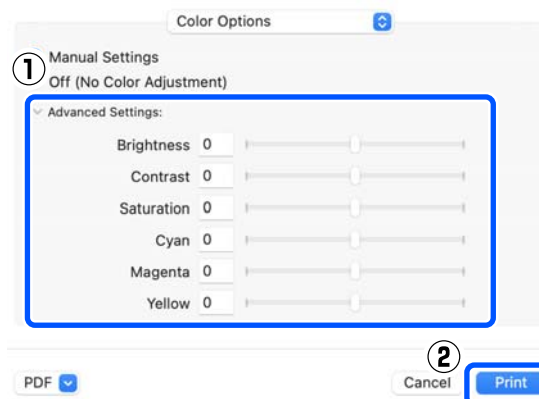 Color Options
① Manual Settings
Off (No Color Adjustment)
Advanced Settings:
Brightness 0
Contrast 0
Saturation 0
Cyan 0
Magenta 0
Yellow 0
②
PDF Cancel Print